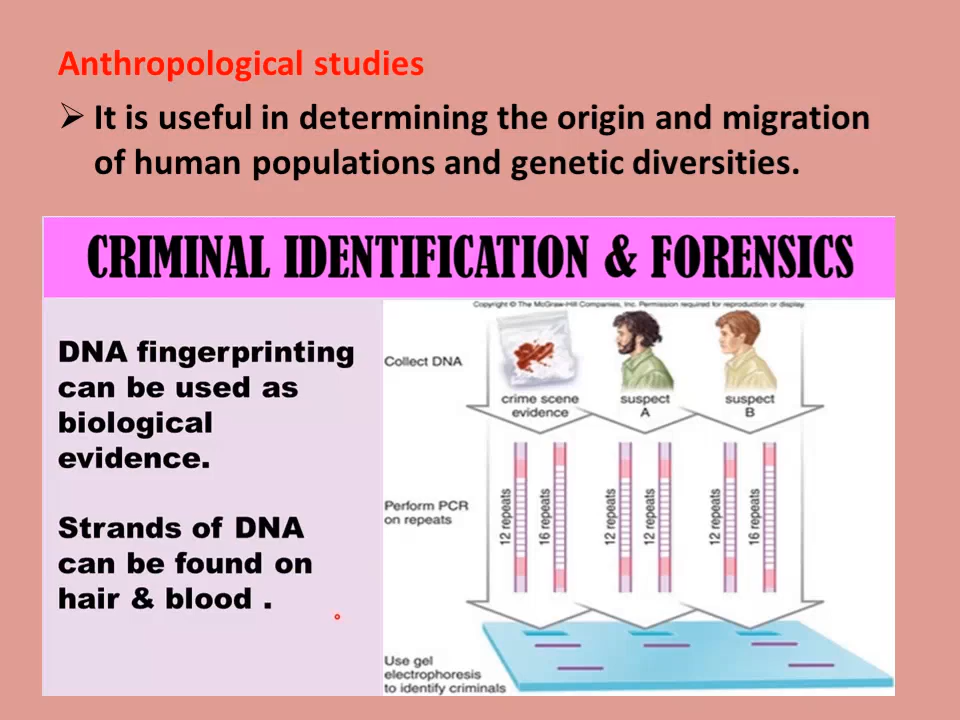 Anthropological studies
It is useful in determining the origin and migration
of human populations and genetic diversities.
CRIMINAL IDENTIFICATION & FORENSICS
Copyright © The McGraw-Hill Companies, Inc. Permission required for reproduction or display.
DNA fingerprinting
can be used as
biological
evidence.
Strands of DNA
can be found on
hair & blood .
Collect DNA
crime scene
evidence
suspect
A
suspect
B
Perform PCR
on repeats
12 repeats
16 repeats
12 repeats
12 repeats
12 repeats
16 repeats
Use gel
electrophoresis
to identify criminals